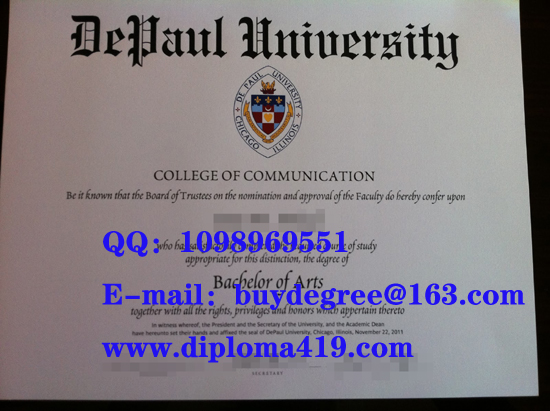 DePaul University
DE PAUL UNIVERSITY
CHICAGO, ILLINOIS
COLLEGE OF COMMUNICATION
Be it known that the Board of Trustees on the nomination and approval of the Faculty do hereby confer upon
QQ: 1098969551
who has of study
appropriate for this distinction, the degree of
Bachelor of Arts
E-mail: buydegree@163.com
together with all the rights, privileges and honors which appertain thereto
In witness whereof, the President and the Secretary of the University, and the Academic Dean
have hereunto set their hands and affixed the seal of DePaul University, Chicago, Illinois, November 22, 2011
www.diploma419.com
SECRETARY